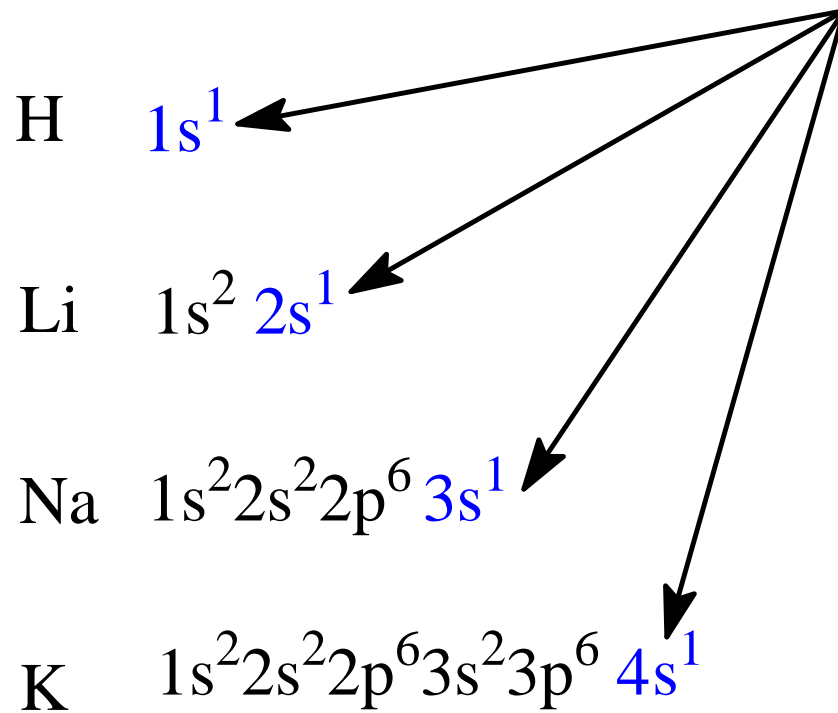 H 1s¹
Li 1s² 2s¹
Na 1s²2s²2p⁶ 3s¹
K 1s²2s²2p⁶3s²3p⁶ 4s¹